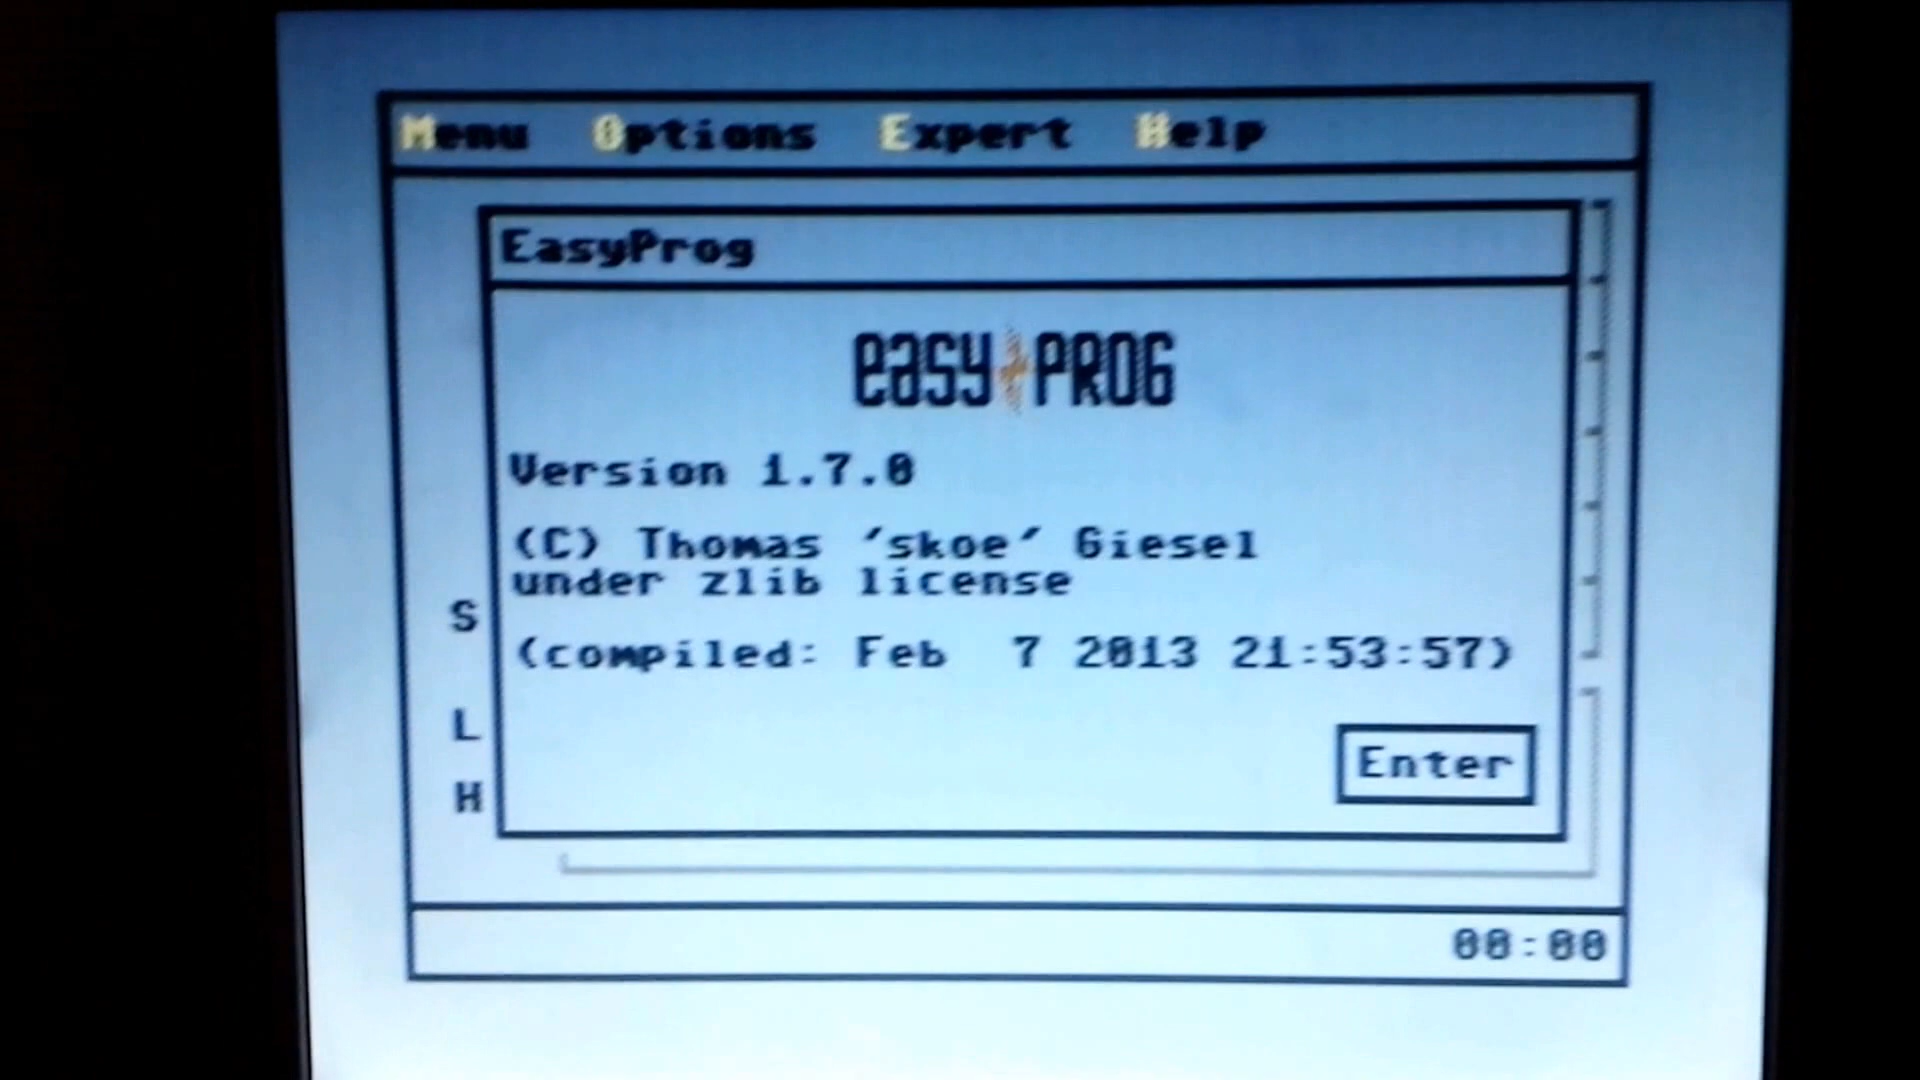 Menu Options Expert Help
EasyProg
easy PROG
Version 1.7.0
(C) Thomas 'skoe' Giesel
under zlib license
S
(compiled: Feb  7 2013 21:53:57)
L
Enter
H
00:00